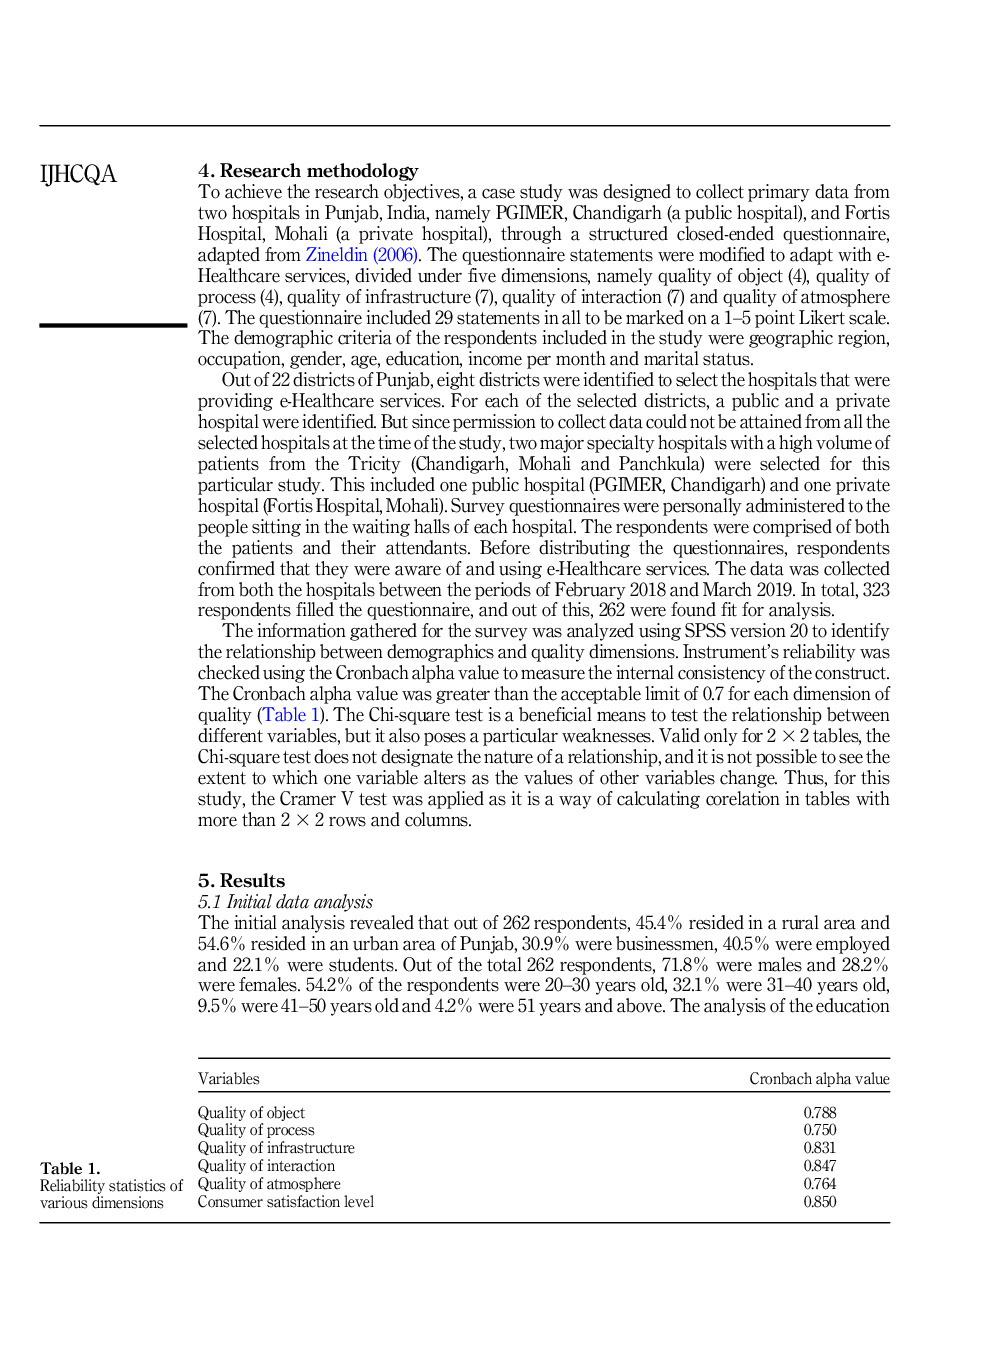 IJHCQA
4. Research methodology
To achieve the research objectives, a case study was designed to collect primary data from
two hospitals in Punjab, India, namely PGIMER, Chandigarh (a public hospital), and Fortis
Hospital, Mohali (a private hospital), through a structured closed-ended questionnaire,
adapted from Zineldin (2006). The questionnaire statements were modified to adapt with e-
Healthcare services, divided under five dimensions, namely quality of object (4), quality of
process (4), quality of infrastructure (7), quality of interaction (7) and quality of atmosphere
(7). The questionnaire included 29 statements in all to be marked on a 1–5 point Likert scale.
The demographic criteria of the respondents included in the study were geographic region,
occupation, gender, age, education, income per month and marital status.
Out of 22 districts of Punjab, eight districts were identified to select the hospitals that were
providing e-Healthcare services. For each of the selected districts, a public and a private
hospital were identified. But since permission to collect data could not be attained from all the
selected hospitals at the time of the study, two major specialty hospitals with a high volume of
patients from the Tricity (Chandigarh, Mohali and Panchkula) were selected for this
particular study. This included one public hospital (PGIMER, Chandigarh) and one private
hospital (Fortis Hospital, Mohali). Survey questionnaires were personally administered to the
people sitting in the waiting halls of each hospital. The respondents were comprised of both
the patients and their attendants. Before distributing the questionnaires, respondents
confirmed that they were aware of and using e-Healthcare services. The data was collected
from both the hospitals between the periods of February 2018 and March 2019. In total, 323
respondents filled the questionnaire, and out of this, 262 were found fit for analysis.
The information gathered for the survey was analyzed using SPSS version 20 to identify
the relationship between demographics and quality dimensions. Instrument's reliability was
checked using the Cronbach alpha value to measure the internal consistency of the construct.
The Cronbach alpha value was greater than the acceptable limit of 0.7 for each dimension of
quality (Table 1). The Chi-square test is a beneficial means to test the relationship between
different variables, but it also poses a particular weaknesses. Valid only for 2 × 2 tables, the
Chi-square test does not designate the nature of a relationship, and it is not possible to see the
extent to which one variable alters as the values of other variables change. Thus, for this
study, the Cramer V test was applied as it is a way of calculating corelation in tables with
more than 2 × 2 rows and columns.
5. Results
5.1 Initial data analysis
The initial analysis revealed that out of 262 respondents, 45.4% resided in a rural area and
54.6% resided in an urban area of Punjab, 30.9% were businessmen, 40.5% were employed
and 22.1% were students. Out of the total 262 respondents, 71.8% were males and 28.2%
were females. 54.2% of the respondents were 20–30 years old, 32.1% were 31–40 years old,
9.5% were 41–50 years old and 4.2% were 51 years and above. The analysis of the education
Variables Cronbach alpha value
Quality of object 0.788
Quality of process 0.750
Quality of infrastructure 0.831
Quality of interaction 0.847
Quality of atmosphere 0.764
Consumer satisfaction level 0.850
Table 1.
Reliability statistics of
various dimensions